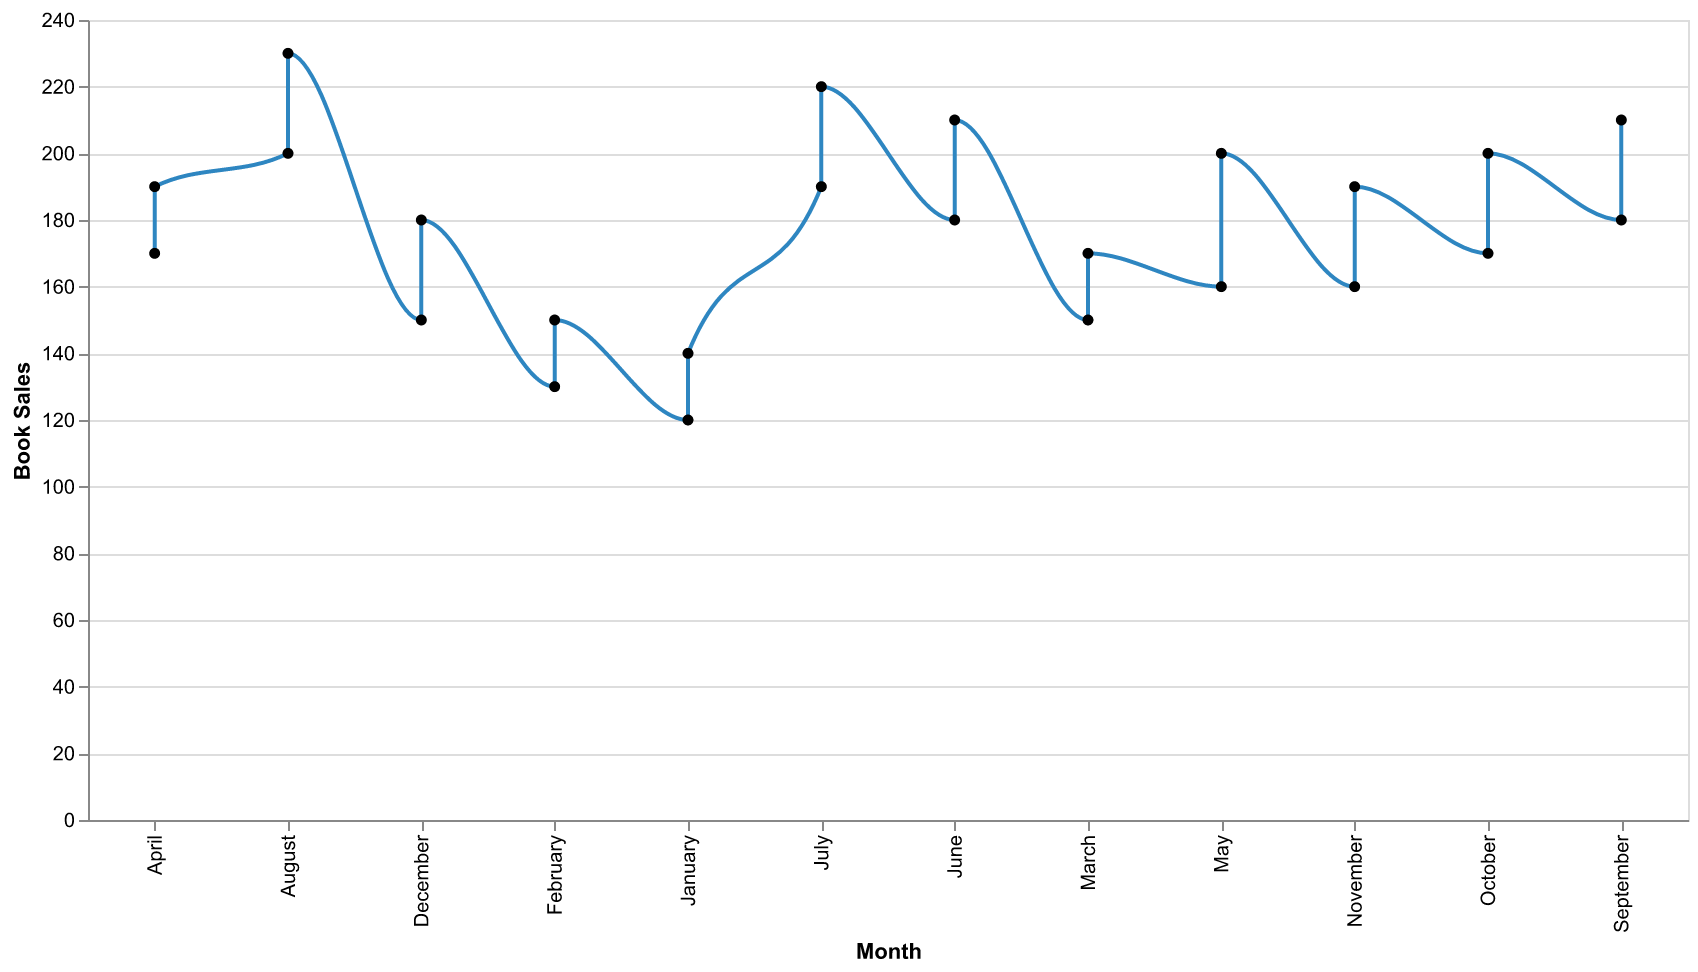 240
220
200
180
160
140
120
100
80
60
40
20
0
Book Sales
April
August
December
February
January
July
June
March
May
November
October
September
Month